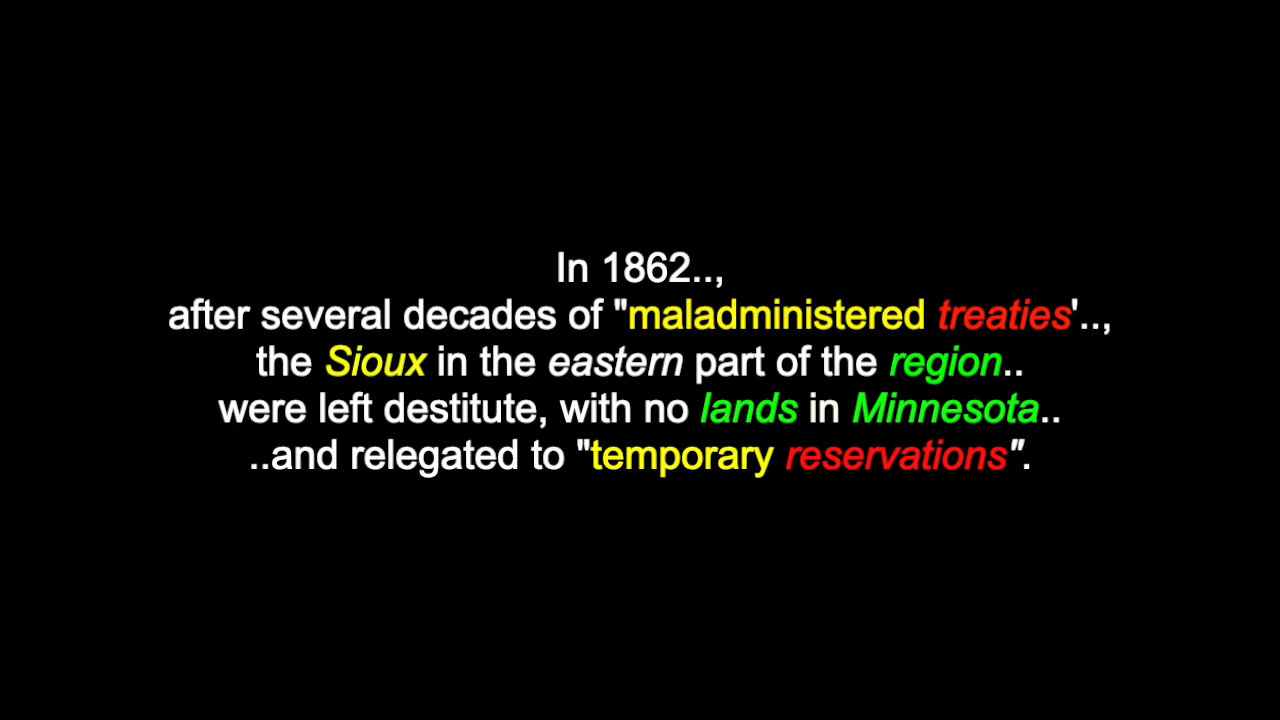 In 1862..,
after several decades of "maladministered treaties'..,
the Sioux in the eastern part of the region..
were left destitute, with no lands in Minnesota..
..and relegated to "temporary reservations".